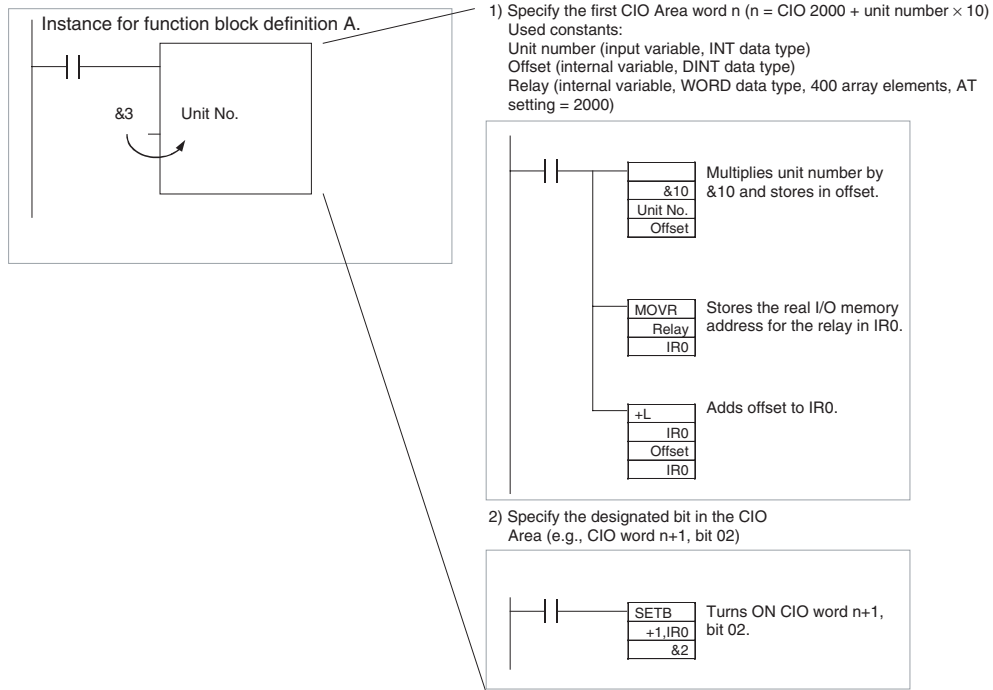 Instance for function block definition A.
&3
Unit No.
1) Specify the first CIO Area word n (n = CIO 2000 + unit number × 10)
Used constants:
Unit number (input variable, INT data type)
Offset (internal variable, DINT data type)
Relay (internal variable, WORD data type, 400 array elements, AT
setting = 2000)
&10
Unit No.
Offset
Multiplies unit number by
&10 and stores in offset.
MOVR
Relay
IR0
Stores the real I/O memory
address for the relay in IR0.
+L
IR0
Offset
IR0
Adds offset to IR0.
2) Specify the designated bit in the CIO
Area (e.g., CIO word n+1, bit 02)
SETB
+1,IR0
&2
Turns ON CIO word n+1,
bit 02.